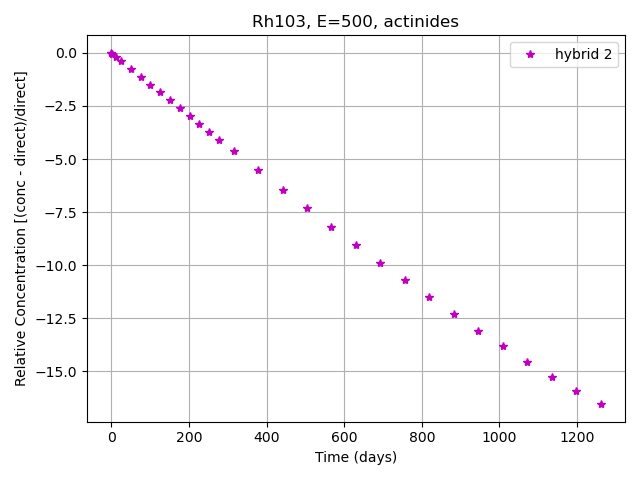 Rh103, E=500, actinides
hybrid 2
0.0
−2.5
−5.0
−7.5
−10.0
−12.5
−15.0
Relative Concentration [(conc - direct)/direct]
0 200 400 600 800 1000 1200
Time (days)